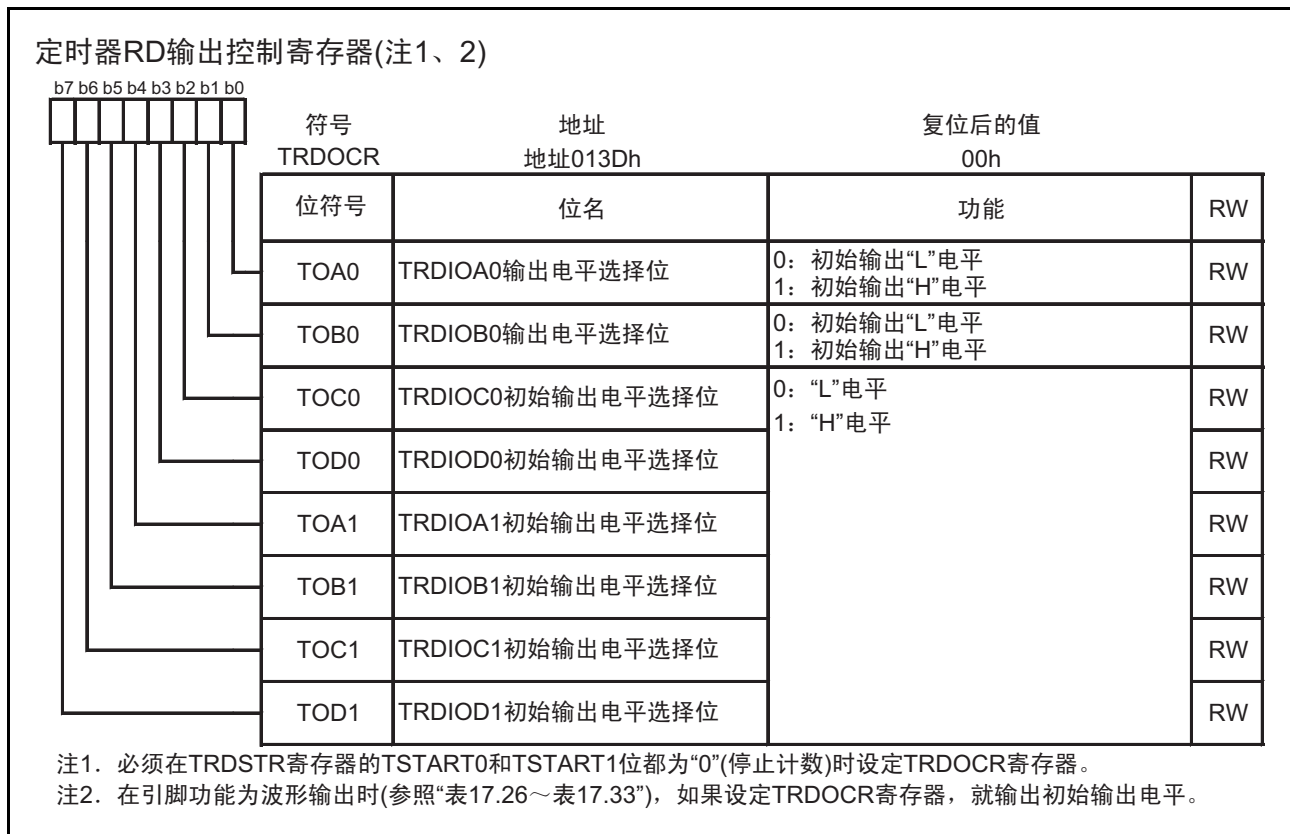 定时器RD输出控制寄存器(注1、2)
b7 b6 b5 b4 b3 b2 b1 b0
符号 地址 复位后的值
TRDOCR 地址013Dh 00h
位符号 位名 功能 RW
TOA0 TRDIOA0输出电平选择位 0：初始输出“L”电平
1：初始输出“H”电平 RW
TOB0 TRDIOB0输出电平选择位 0：初始输出“L”电平
1：初始输出“H”电平 RW
TOC0 TRDIOC0初始输出电平选择位 0：“L”电平
1：“H”电平 RW
TOD0 TRDIOD0初始输出电平选择位 RW
TOA1 TRDIOA1初始输出电平选择位 RW
TOB1 TRDIOB1初始输出电平选择位 RW
TOC1 TRDIOC1初始输出电平选择位 RW
TOD1 TRDIOD1初始输出电平选择位 RW
注1．必须在TRDSTR寄存器的TSTART0和TSTART1位都为“0”(停止计数)时设定TRDOCR寄存器。
注2．在引脚功能为波形输出时(参照“表17.26～表17.33”)，如果设定TRDOCR寄存器，就输出初始输出电平。